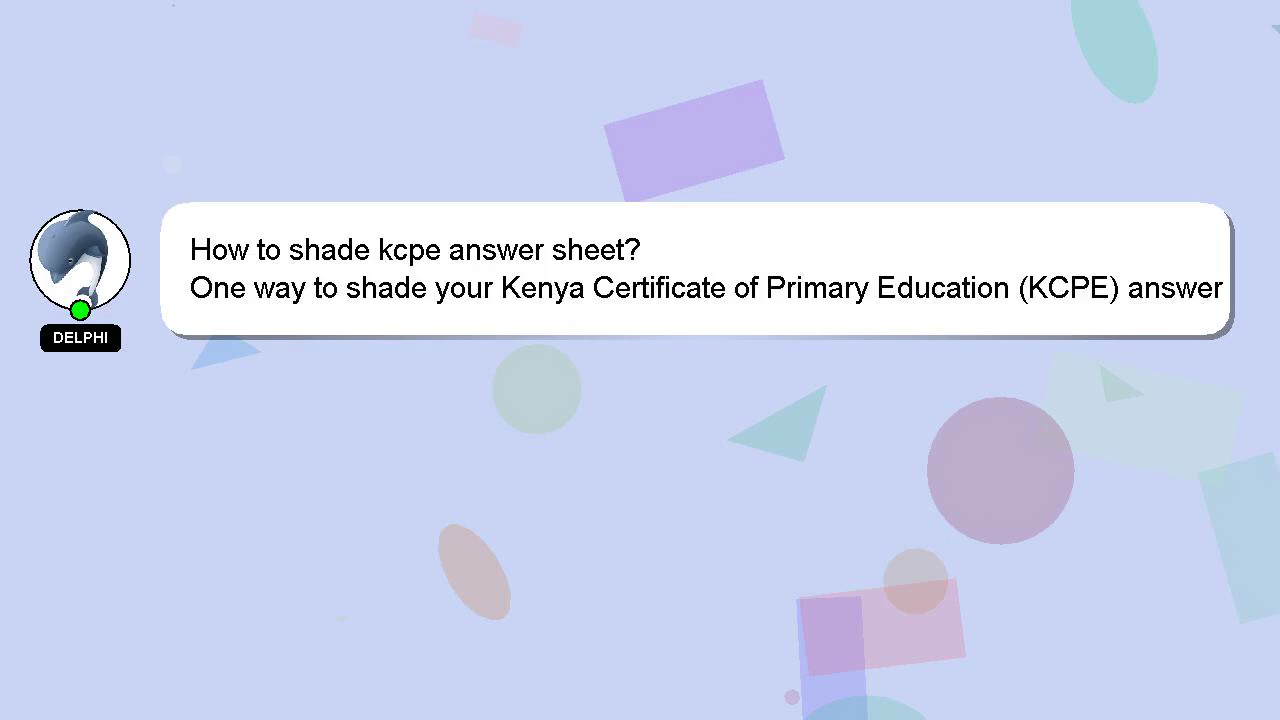 How to shade kcpe answer sheet?
One way to shade your Kenya Certificate of Primary Education (KCPE) answer
DELPHI